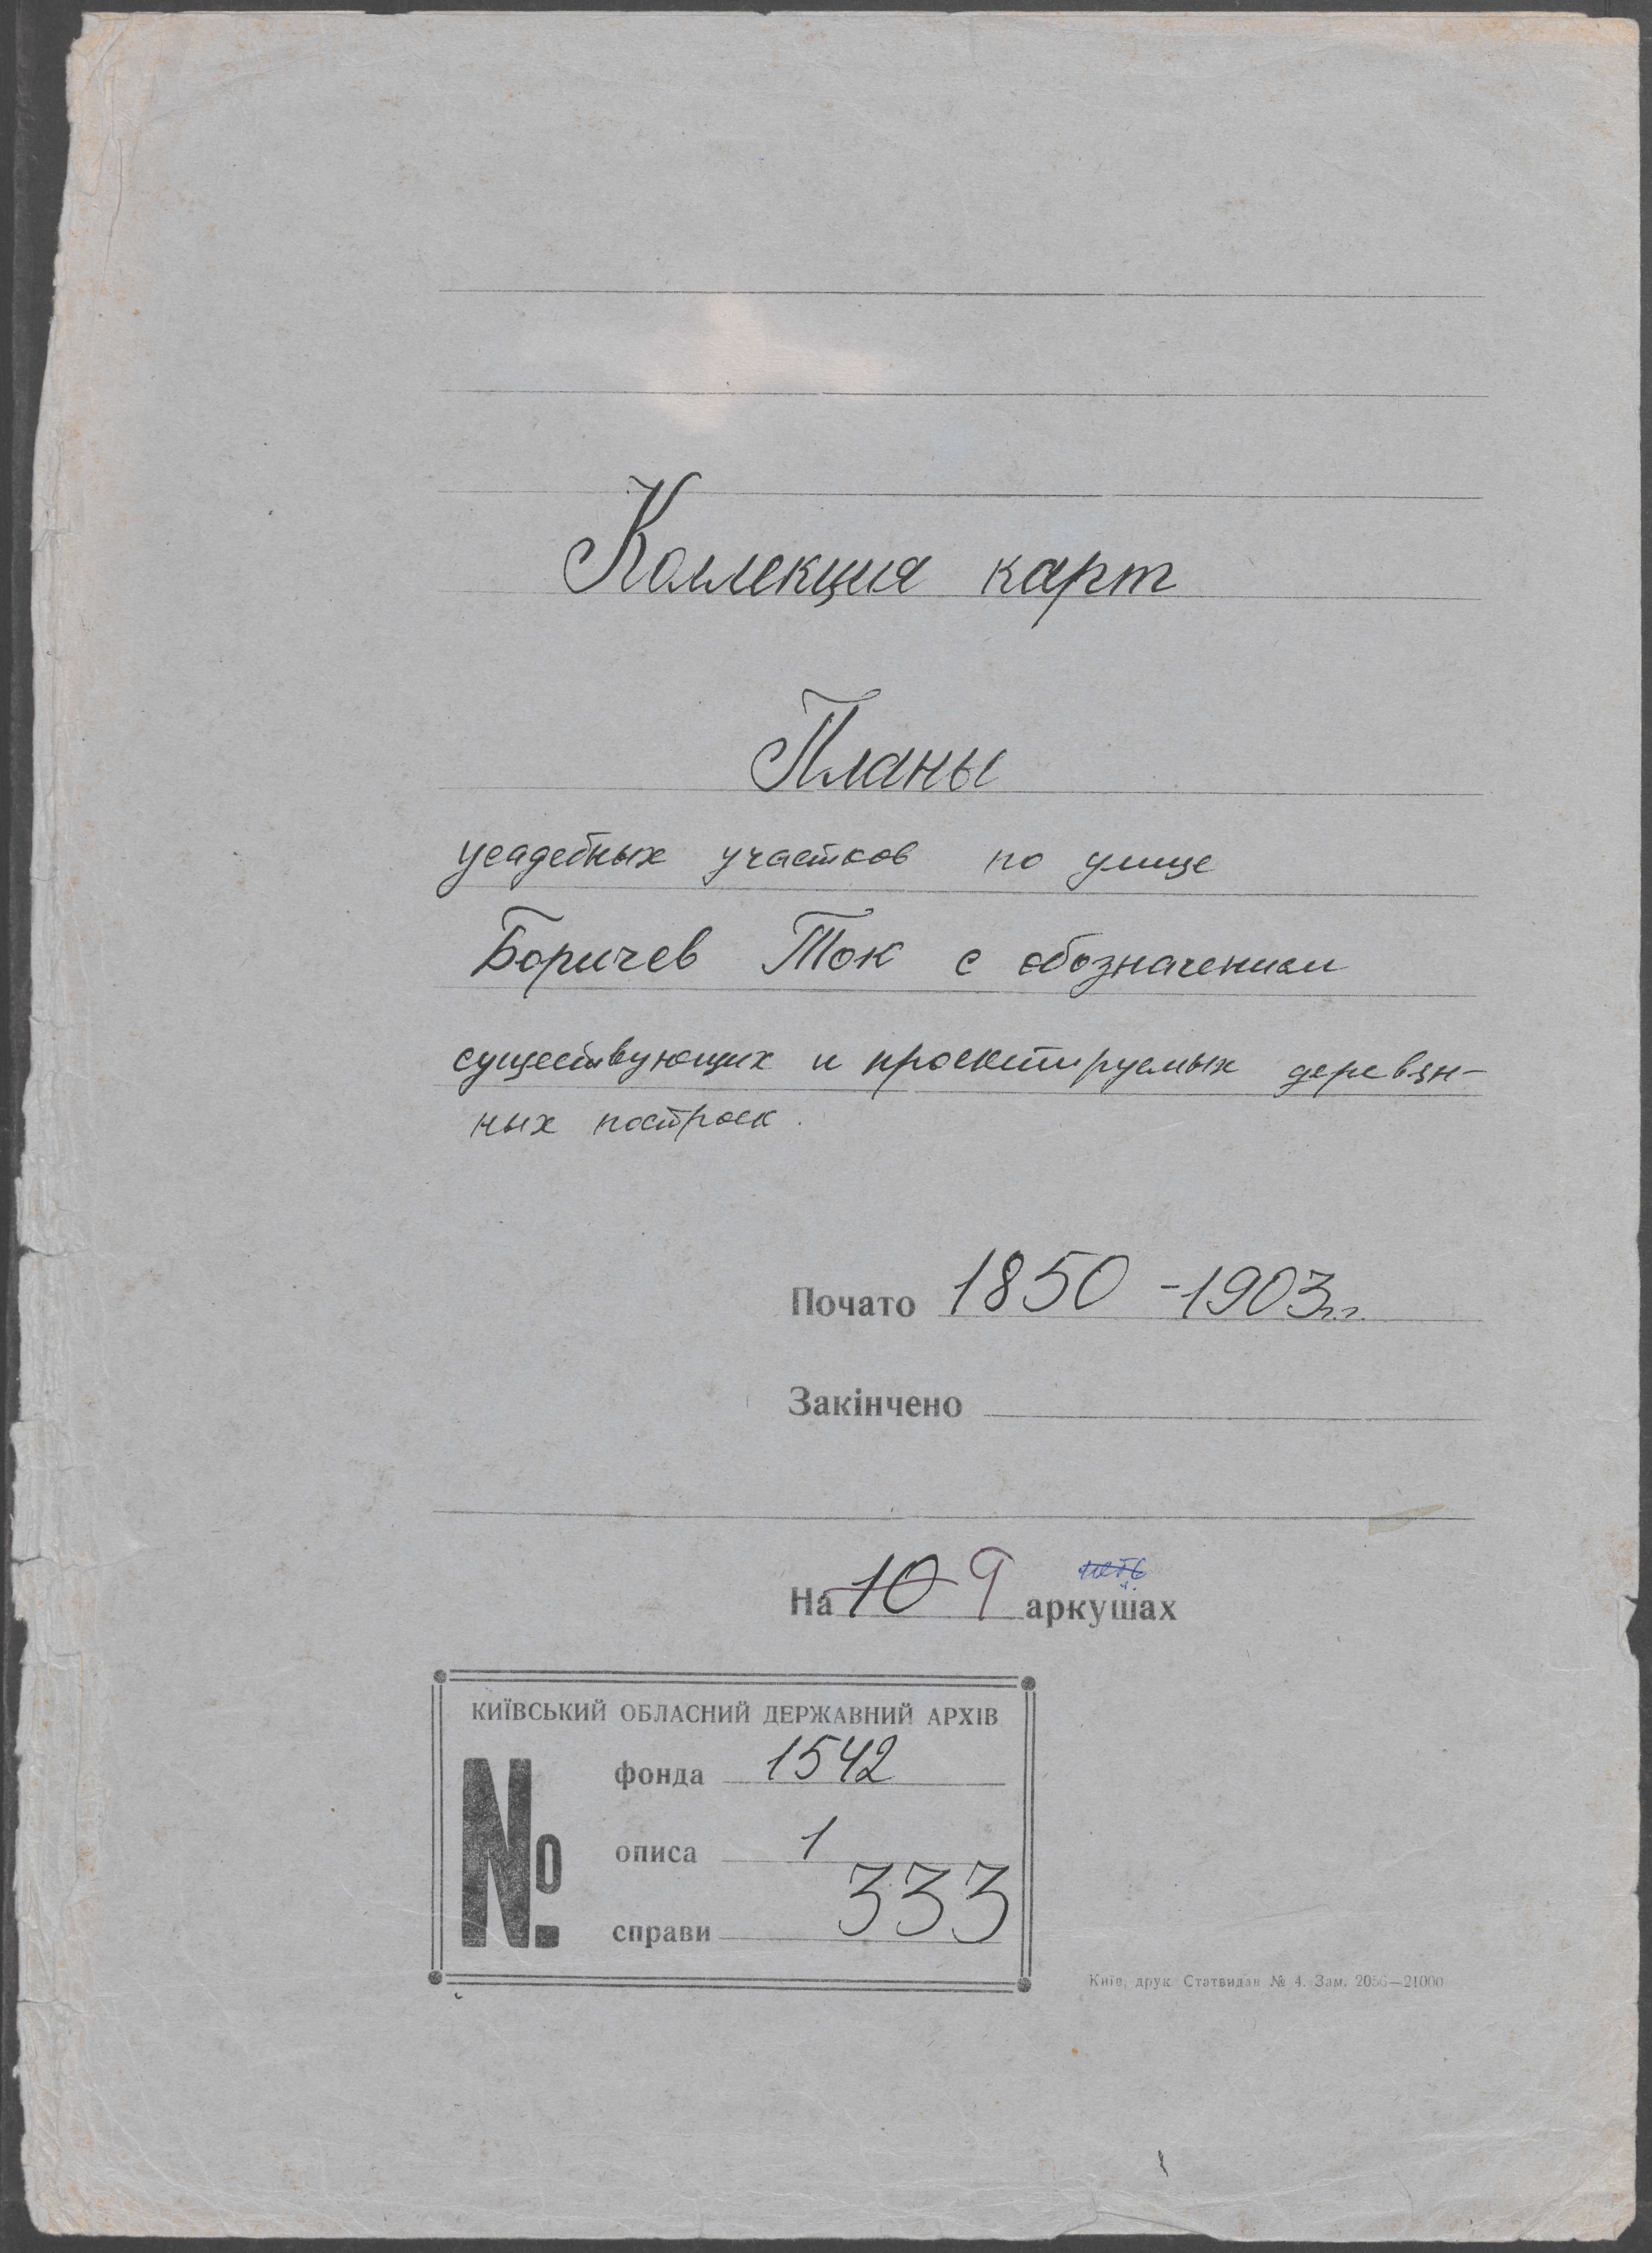 Коллекция карт
Планы
усадебных участков по улице
Боричев Ток с обозначением
существующих и проектируемых деревян-
ных построек.
Почато 1850 - 1903 г.г.
Закінчено
На 10 9 аркушах
КИЇВСЬКИЙ ОБЛАСНИЙ ДЕРЖАВНИЙ АРХІВ
№ фонда 1542
описа 1
справи 333
Київ, друк. Статвидав № 4. Зам. 2056—21000